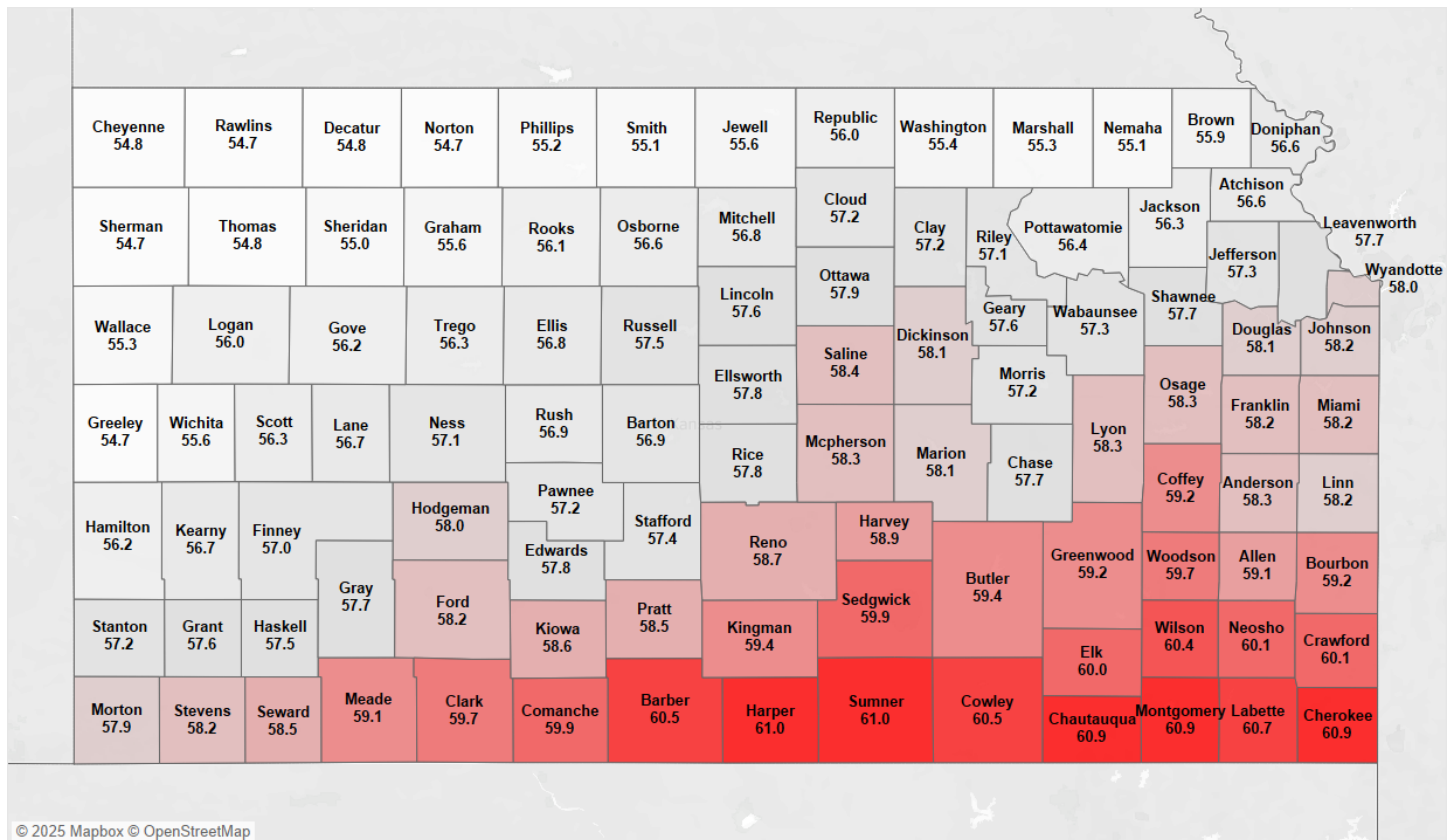 Cheyenne
54.8
Rawlins
54.7
Decatur
54.8
Norton
54.7
Phillips
55.2
Smith
55.1
Jewell
55.6
Republic
56.0
Washington
55.4
Marshall
55.3
Nemaha
55.1
Brown
55.9
Doniphan
56.6
Sherman
54.7
Thomas
54.8
Sheridan
55.0
Graham
55.6
Rooks
56.1
Osborne
56.6
Mitchell
56.8
Cloud
57.2
Clay
57.2
Riley
57.1
Pottawatomie
56.4
Jackson
56.3
Atchison
56.6
Jefferson
57.3
Leavenworth
57.7
Wyandotte
58.0
Wallace
55.3
Logan
56.0
Gove
56.2
Trego
56.3
Ellis
56.8
Russell
57.5
Lincoln
57.6
Ottawa
57.9
Saline
58.4
Dickinson
58.1
Geary
57.6
Wabaunsee
57.3
Shawnee
57.7
Douglas
58.1
Johnson
58.2
Greeley
54.7
Wichita
55.6
Scott
56.3
Lane
56.7
Ness
57.1
Rush
56.9
Barton
56.9
Kansas
Ellsworth
57.8
Rice
57.8
Mcpherson
58.3
Marion
58.1
Morris
57.2
Chase
57.7
Lyon
58.3
Osage
58.3
Franklin
58.2
Miami
58.2
Coffey
59.2
Anderson
58.3
Linn
58.2
Hamilton
56.2
Kearny
56.7
Finney
57.0
Hodgeman
58.0
Pawnee
57.2
Stafford
57.4
Edwards
57.8
Gray
57.7
Ford
58.2
Reno
58.7
Harvey
58.9
Sedgwick
59.9
Butler
59.4
Greenwood
59.2
Woodson
59.7
Allen
59.1
Bourbon
59.2
Stanton
57.2
Grant
57.6
Haskell
57.5
Kiowa
58.6
Pratt
58.5
Kingman
59.4
Elk
60.0
Wilson
60.4
Neosho
60.1
Crawford
60.1
Morton
57.9
Stevens
58.2
Seward
58.5
Meade
59.1
Clark
59.7
Comanche
59.9
Barber
60.5
Harper
61.0
Sumner
61.0
Cowley
60.5
Chautauqua
60.9
Montgomery
60.9
Labette
60.7
Cherokee
60.9
© 2025 Mapbox © OpenStreetMap